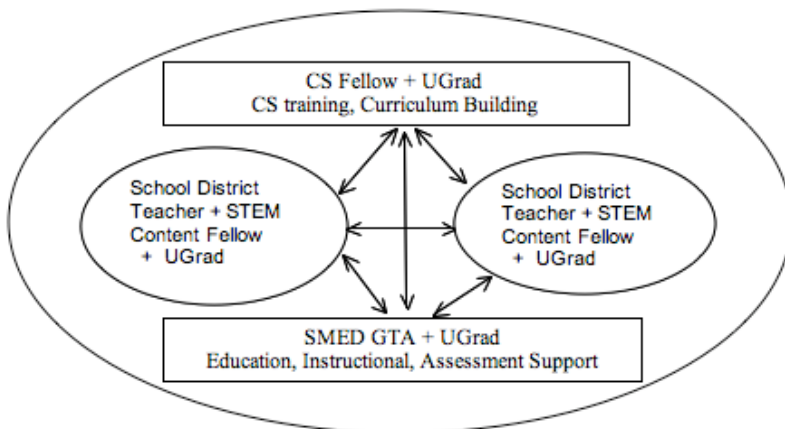 CS Fellow + UGrad
CS training, Curriculum Building
School District
Teacher + STEM
Content Fellow
+ UGrad
School District
Teacher + STEM
Content Fellow
+ UGrad
SMED GTA + UGrad
Education, Instructional, Assessment Support